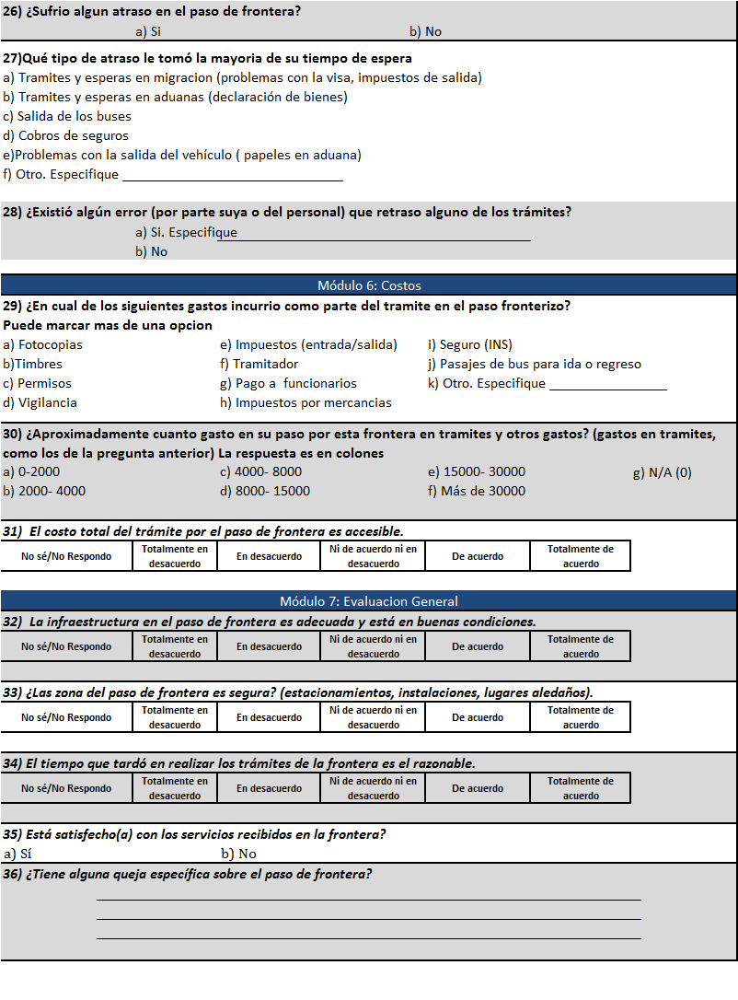 26) ¿Sufrio algun atraso en el paso de frontera?
a) Si b) No
27)Qué tipo de atraso le tomó la mayoria de su tiempo de espera
a) Tramites y esperas en migracion (problemas con la visa, impuestos de salida)
b) Tramites y esperas en aduanas (declaración de bienes)
c) Salida de los buses
d) Cobros de seguros
e)Problemas con la salida del vehículo ( papeles en aduana)
f) Otro. Especifique ____________________________
28) ¿Existió algún error (por parte suya o del personal) que retraso alguno de los trámites?
a) Si. Especifique
b) No
Módulo 6: Costos
29) ¿En cual de los siguientes gastos incurrio como parte del tramite en el paso fronterizo?
Puede marcar mas de una opcion
a) Fotocopias e) Impuestos (entrada/salida) i) Seguro (INS)
b)Timbres f) Tramitador j) Pasajes de bus para ida o regreso
c) Permisos g) Pago a  funcionarios k) Otro. Especifique _______________
d) Vigilancia h) Impuestos por mercancias
30) ¿Aproximadamente cuanto gasto en su paso por esta frontera en tramites y otros gastos? (gastos en tramites,
como los de la pregunta anterior) La respuesta es en colones
a) 0-2000 c) 4000- 8000 e) 15000- 30000 g) N/A (0)
b) 2000- 4000 d) 8000- 15000 f) Más de 30000
31)  El costo total del trámite por el paso de frontera es accesible.
No sé/No Respondo Totalmente en desacuerdo En desacuerdo Ni de acuerdo ni en desacuerdo De acuerdo Totalmente de acuerdo
Módulo 7: Evaluacion General
32)  La infraestructura en el paso de frontera es adecuada y está en buenas condiciones.
No sé/No Respondo Totalmente en desacuerdo En desacuerdo Ni de acuerdo ni en desacuerdo De acuerdo Totalmente de acuerdo
33) ¿Las zona del paso de frontera es segura? (estacionamientos, instalaciones, lugares aledaños).
No sé/No Respondo Totalmente en desacuerdo En desacuerdo Ni de acuerdo ni en desacuerdo De acuerdo Totalmente de acuerdo
34) El tiempo que tardó en realizar los trámites de la frontera es el razonable.
No sé/No Respondo Totalmente en desacuerdo En desacuerdo Ni de acuerdo ni en desacuerdo De acuerdo Totalmente de acuerdo
35) Está satisfecho(a) con los servicios recibidos en la frontera?
a) Sí b) No
36) ¿Tiene alguna queja específica sobre el paso de frontera?